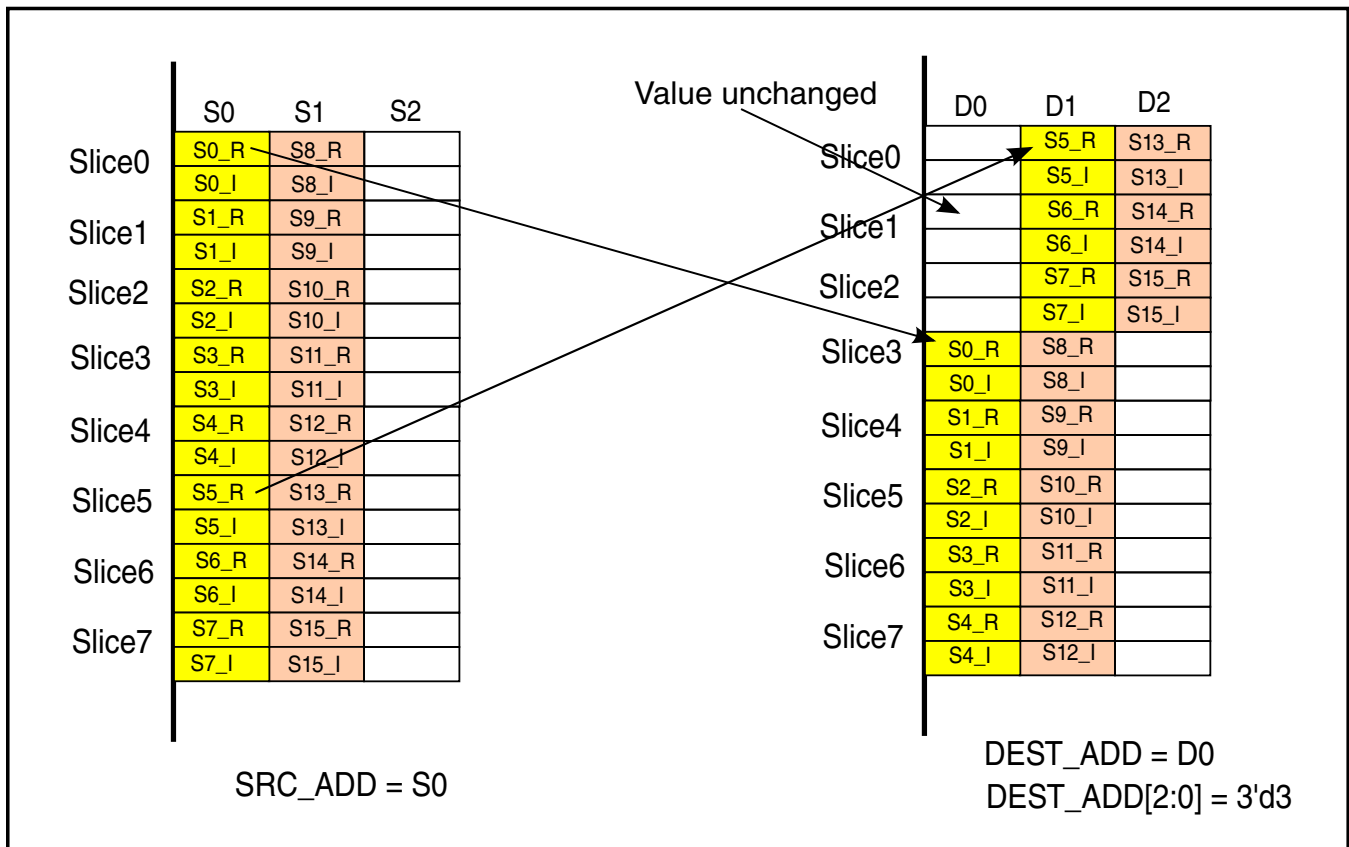 S0 S1 S2
Slice0 S0_R S8_R
S0_I S8_I
Slice1 S1_R S9_R
S1_I S9_I
Slice2 S2_R S10_R
S2_I S10_I
Slice3 S3_R S11_R
S3_I S11_I
Slice4 S4_R S12_R
S4_I S12_I
Slice5 S5_R S13_R
S5_I S13_I
Slice6 S6_R S14_R
S6_I S14_I
Slice7 S7_R S15_R
S7_I S15_I
SRC_ADD = S0
Value unchanged
D0 D1 D2
Slice0 S5_R S13_R
S5_I S13_I
Slice1 S6_R S14_R
S6_I S14_I
Slice2 S7_R S15_R
S7_I S15_I
Slice3 S0_R S8_R
S0_I S8_I
Slice4 S1_R S9_R
S1_I S9_I
Slice5 S2_R S10_R
S2_I S10_I
Slice6 S3_R S11_R
S3_I S11_I
Slice7 S4_R S12_R
S4_I S12_I
DEST_ADD = D0
DEST_ADD[2:0] = 3'd3